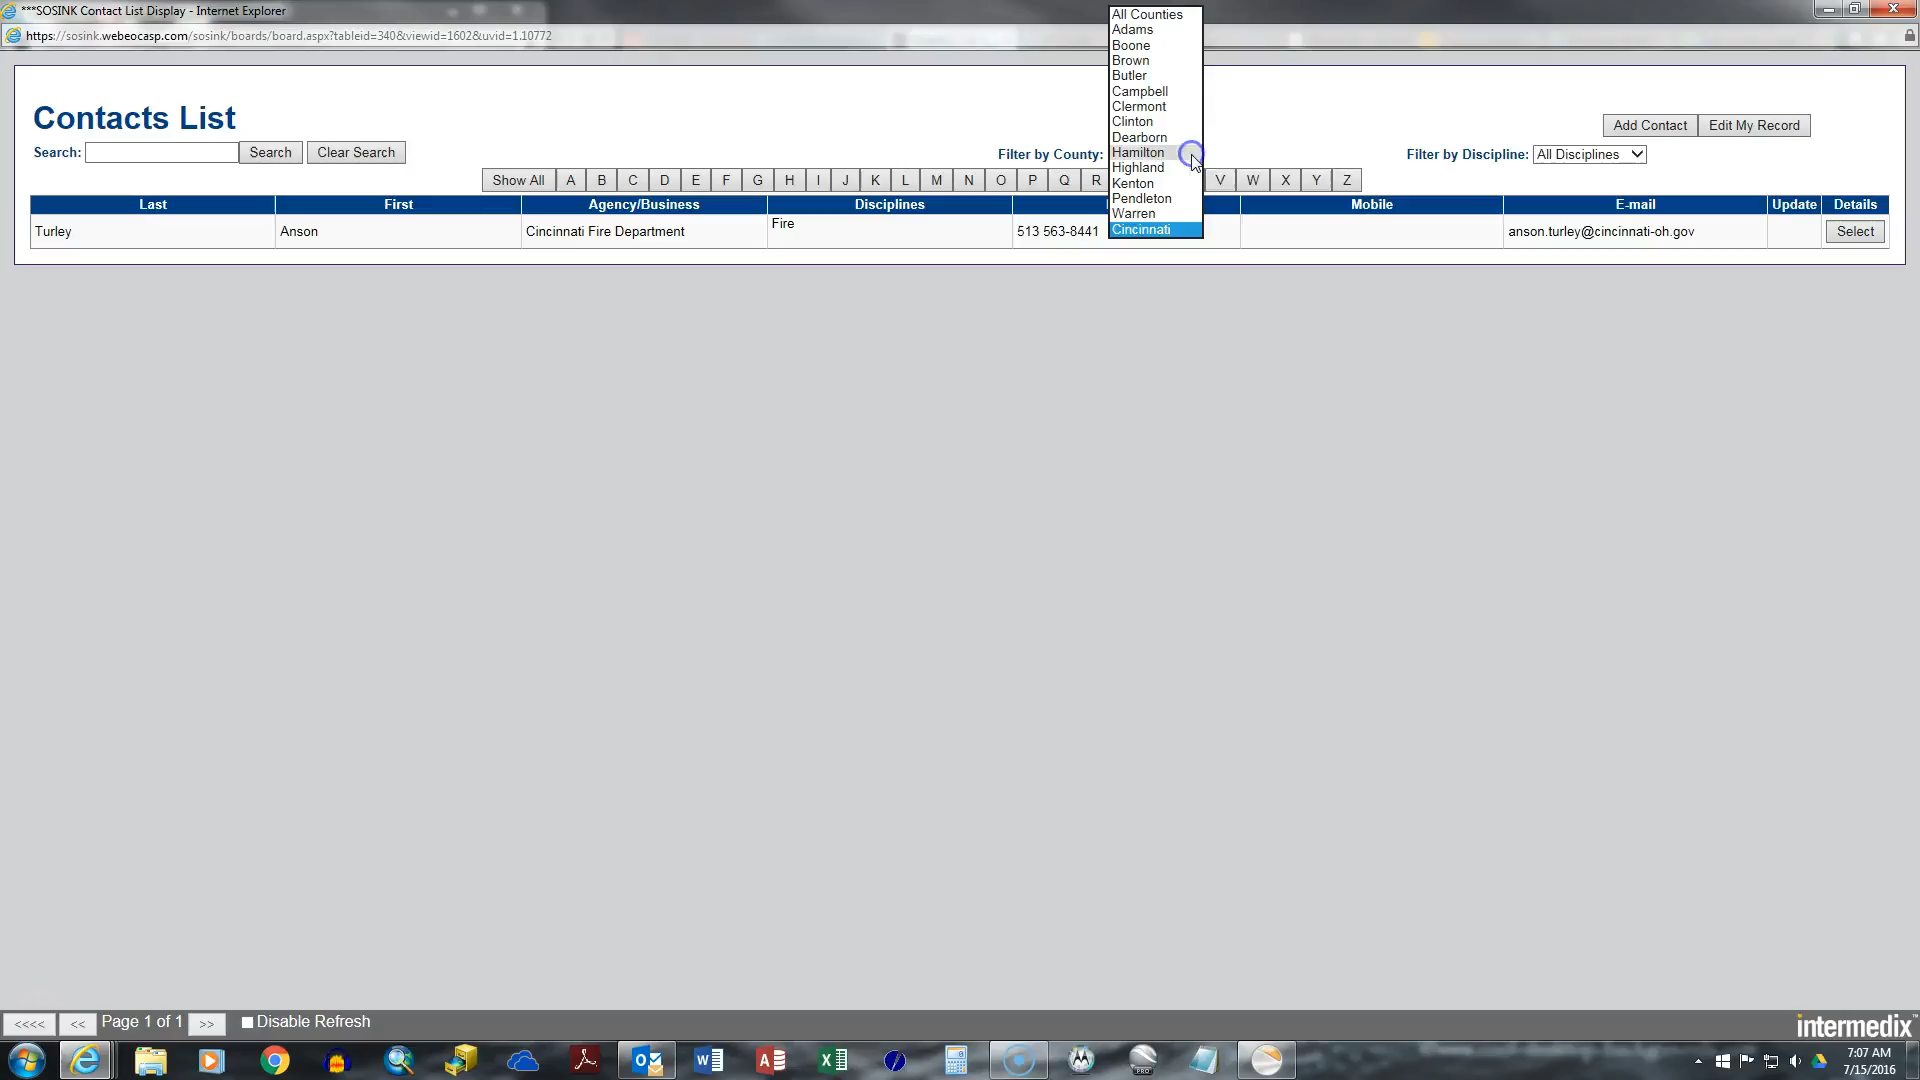 ***SOSINK Contact List Display - Internet Explorer
https://sosink.webeocasp.com/sosink/boards/board.aspx?tableid=340&viewid=1602&uvid=1.10772
Contacts List
Add Contact Edit My Record
Search: Search Clear Search
Filter by County:
Filter by Discipline: All Disciplines
All Counties
Adams
Boone
Brown
Butler
Campbell
Clermont
Clinton
Dearborn
Hamilton
Highland
Kenton
Pendleton
Warren
Cincinnati
Show All A B C D E F G H I J K L M N O P Q R V W X Y Z
Last First Agency/Business Disciplines Mobile E-mail Update Details
Turley Anson Cincinnati Fire Department Fire 513 563-8441 anson.turley@cincinnati-oh.gov Select
<<<< << Page 1 of 1 >> Disable Refresh
intermedix
PRO
7:07 AM
7/15/2016